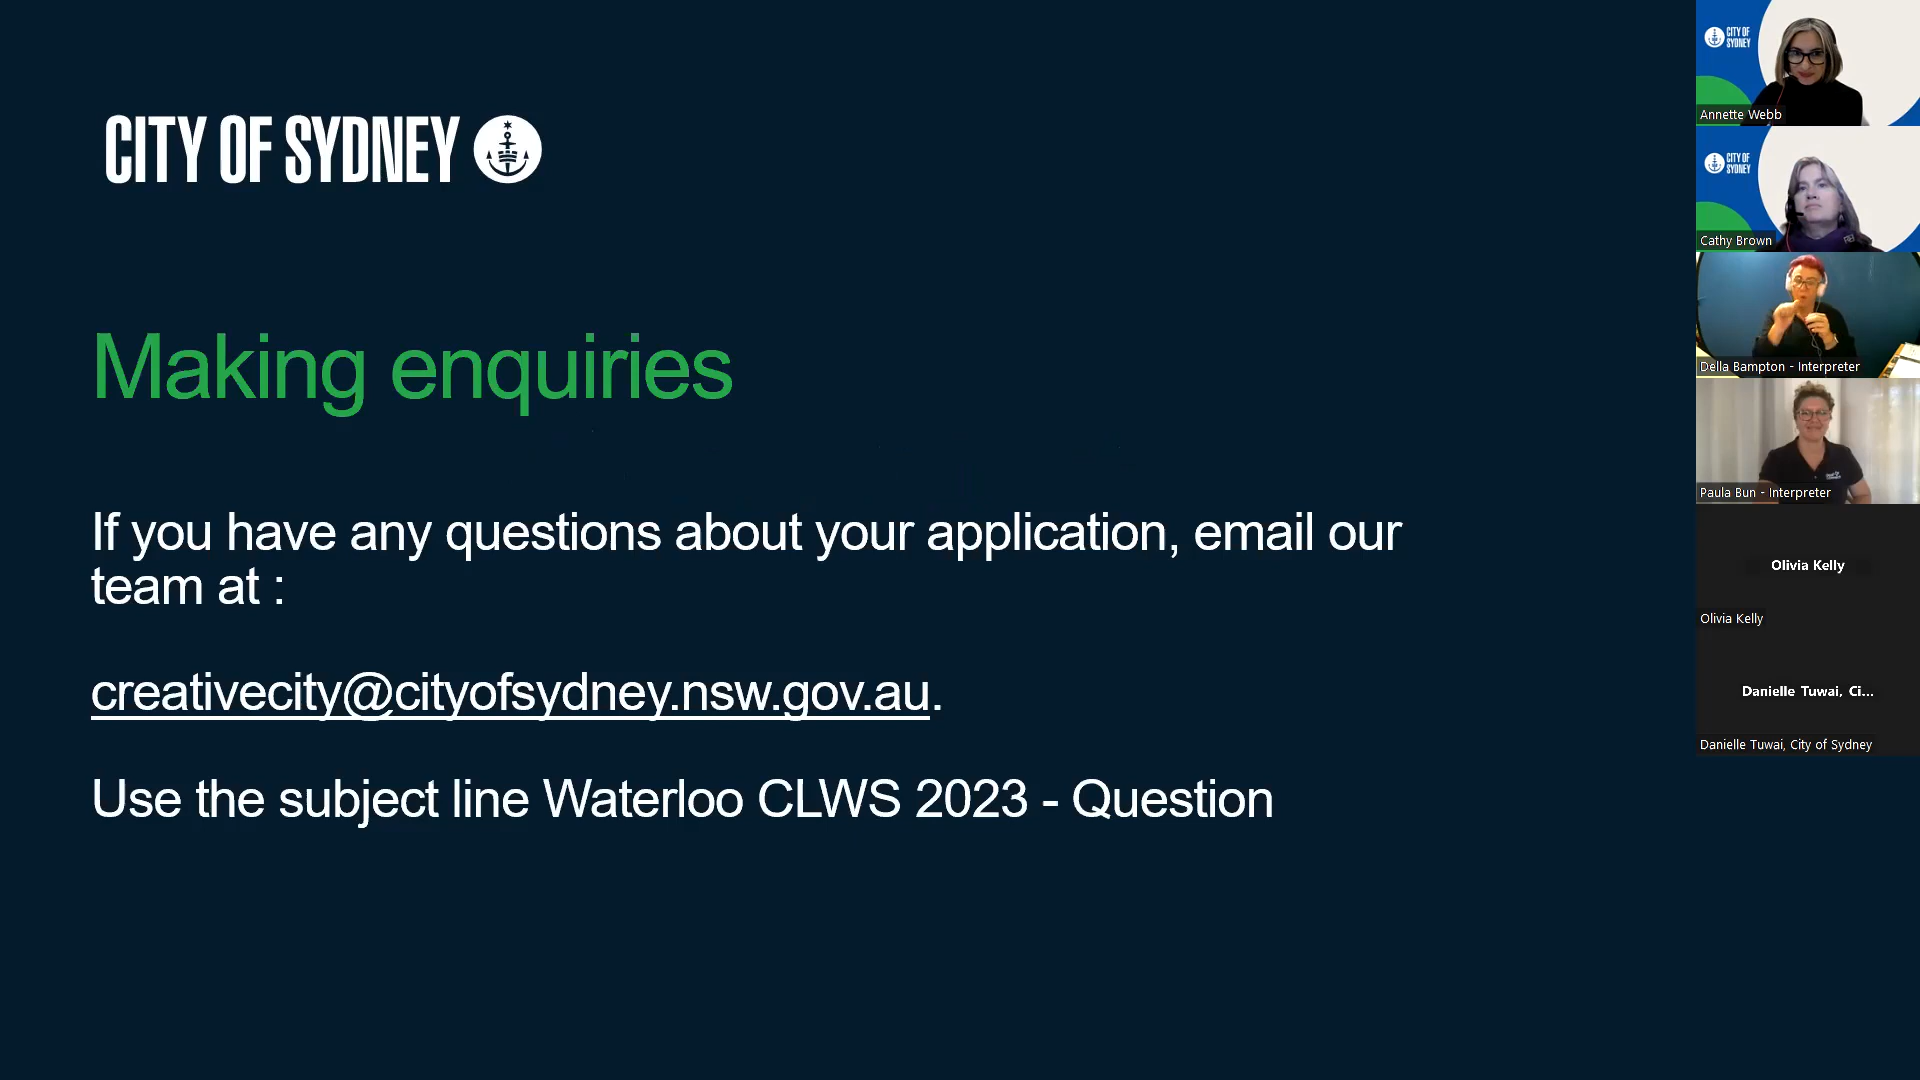 CITY OF SYDNEY
Making enquiries
If you have any questions about your application, email our
team at :
creativecity@cityofsydney.nsw.gov.au.
Use the subject line Waterloo CLWS 2023 - Question
CITY OF
SYDNEY
Annette Webb
CITY OF
SYDNEY
Cathy Brown
Della Bampton - Interpreter
Paula Bun - Interpreter
Olivia Kelly
Olivia Kelly
Danielle Tuwai, Ci...
Danielle Tuwai, City of Sydney